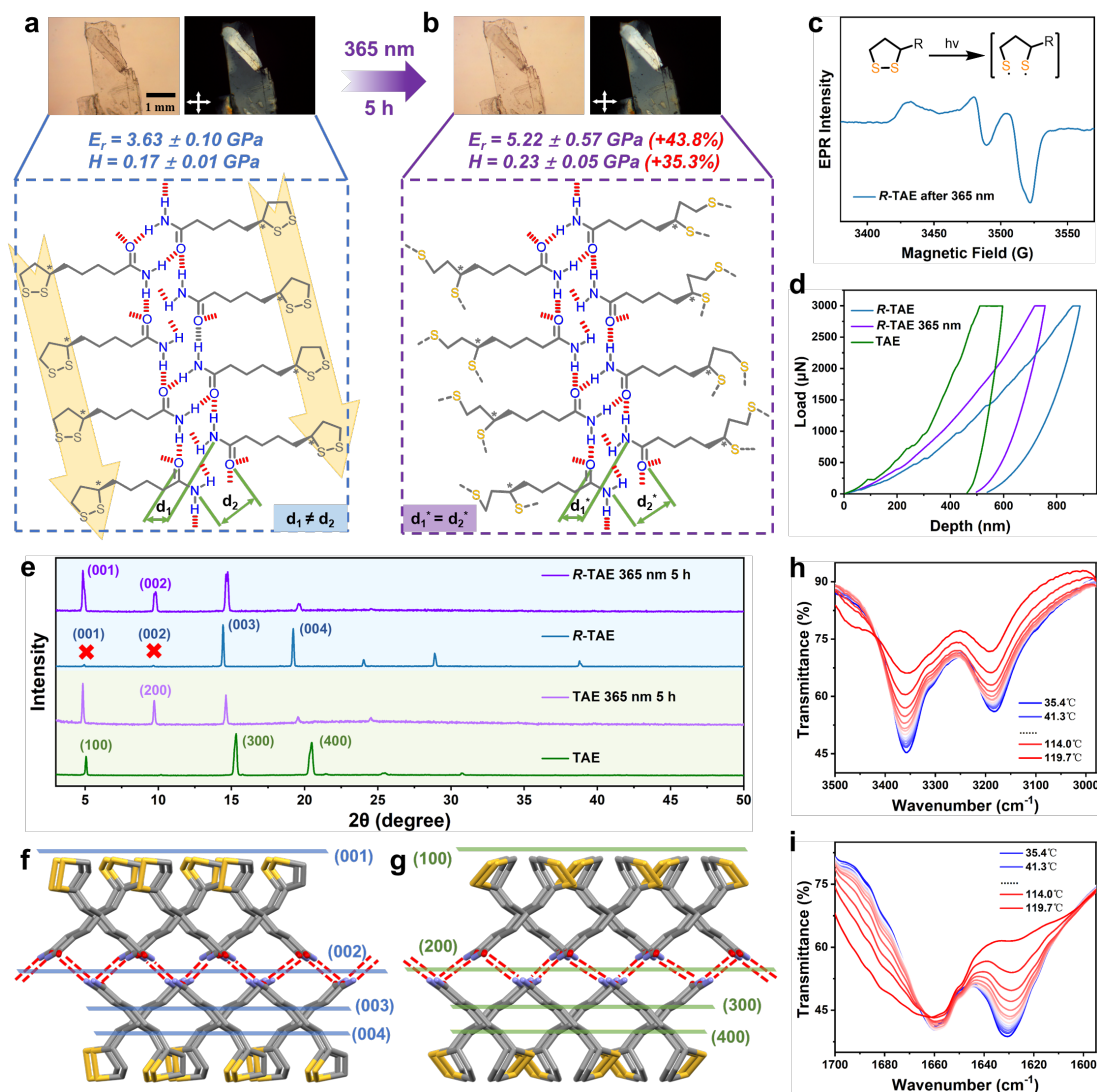 a
1 mm
365 nm
5 h
b
E_r = 3.63 ± 0.10 GPa
H = 0.17 ± 0.01 GPa
E_r = 5.22 ± 0.57 GPa (+43.8%)
H = 0.23 ± 0.05 GPa (+35.3%)
d₁
d₂
d₁ ≠ d₂
d₁*
d₂*
d₁* = d₂*
c
EPR Intensity
S-S
R
hv
S S
R
R-TAE after 365 nm
3400 3450 3500 3550
Magnetic Field (G)
d
Load (μN)
3000
2500
2000
1500
1000
500
0
R-TAE
R-TAE 365 nm
TAE
0 200 400 600 800
Depth (nm)
e
Intensity
(001)
(002)
R-TAE 365 nm 5 h
(001)
(002)
(003)
(004)
R-TAE
(200)
TAE 365 nm 5 h
(100)
(300)
(400)
TAE
5 10 15 20 25 30 35 40 45 50
2θ (degree)
f
(001)
(002)
(003)
(004)
g
(100)
(200)
(300)
(400)
h
Transmittance (%)
90
75
60
45
35.4℃
41.3℃
......
114.0℃
119.7℃
3500 3400 3300 3200 3100 3000
Wavenumber (cm⁻¹)
i
Transmittance (%)
75
60
45
35.4℃
41.3℃
......
114.0℃
119.7℃
1700 1680 1660 1640 1620 1600
Wavenumber (cm⁻¹)